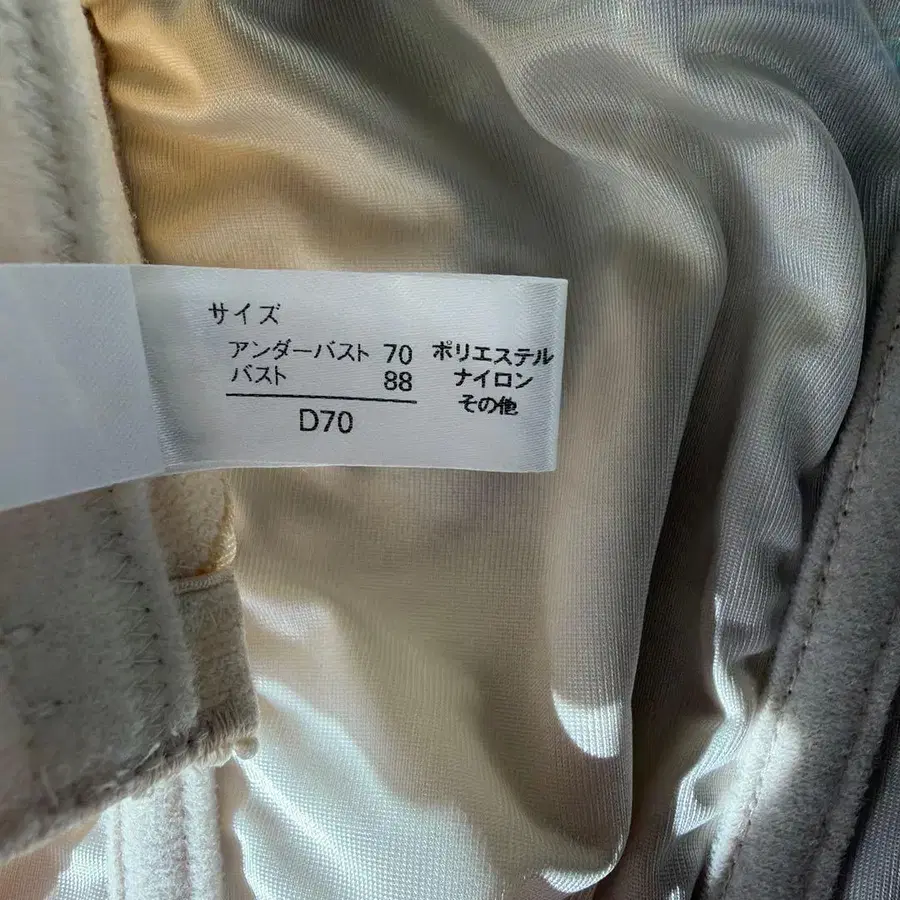 サイズ
アンダーバスト 70
バスト 88
D70
ポリエステル
ナイロン
その他